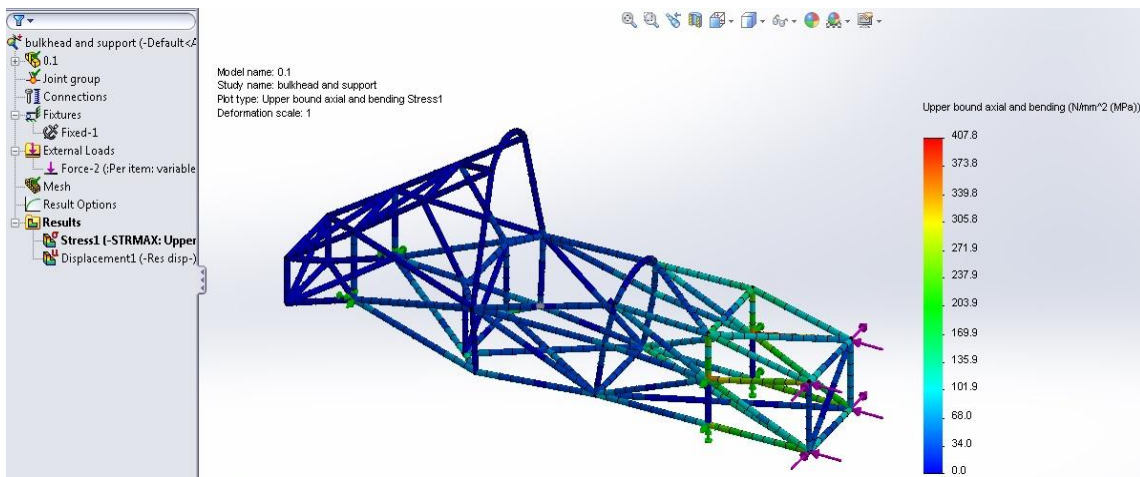 bulkhead and support (-Default<A
0.1
Joint group
Connections
Fixtures
Fixed-1
External Loads
Force-2 (:Per item: variable
Mesh
Result Options
Results
Stress1 (-STRMAX: Upper
Displacement1 (-Res disp-)
Model name: 0.1
Study name: bulkhead and support
Plot type: Upper bound axial and bending Stress1
Deformation scale: 1
Upper bound axial and bending (N/mm^2 (MPa))
407.8
373.8
339.8
305.8
271.9
237.9
203.9
169.9
135.9
101.9
68.0
34.0
0.0